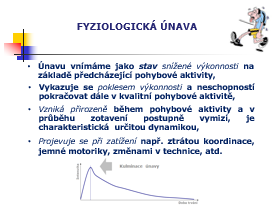 FYZIOLOGICKÁ ÚNAVA
• Únavu vnímáme jako stav snížené výkonnosti na
základě předcházející pohybové aktivity,
• Vykazuje se poklesem výkonnosti a neschopností
pokračovat dále v kvalitní pohybové aktivitě,
• Vzniká přirozeně během pohybové aktivity a v
průběhu zotavení postupně vymizí, je
charakteristická určitou dynamikou,
• Projevuje se při zatížení např. ztrátou koordinace,
jemné motoriky, změnami v technice, atd.
Kulminace únavy